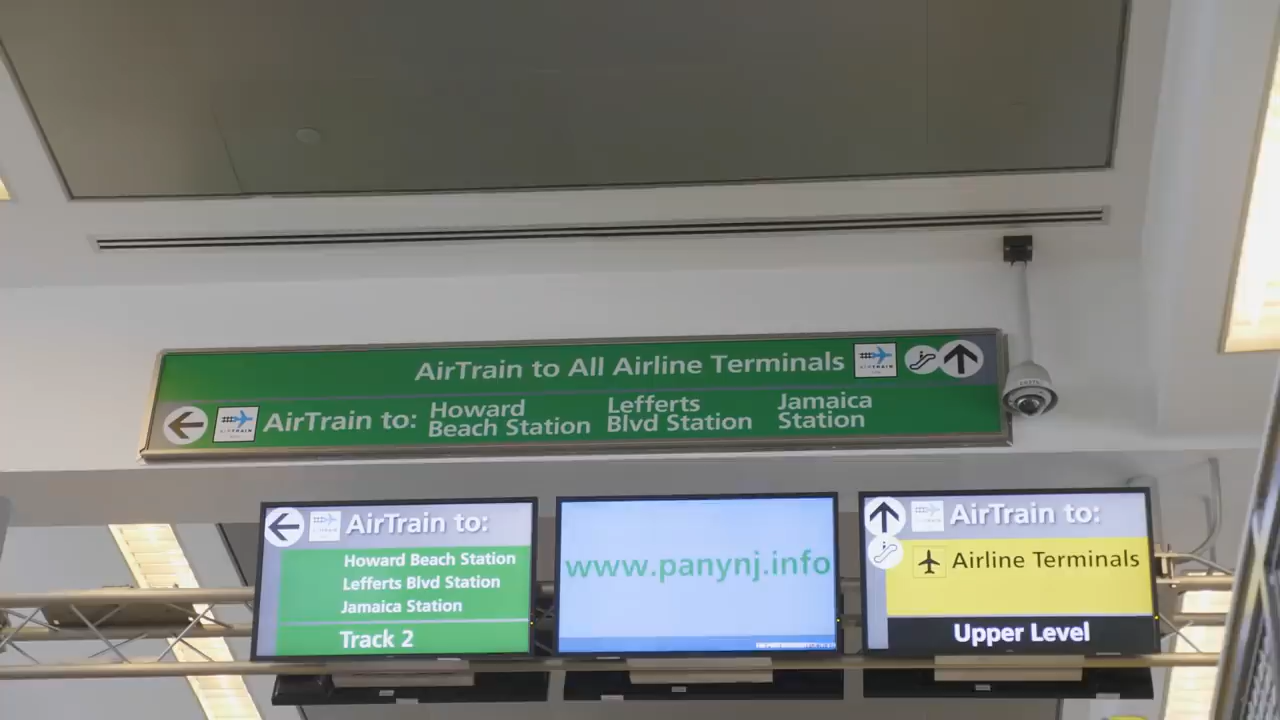 AirTrain to All Airline Terminals
AirTrain to: Howard Beach Station Lefferts Blvd Station Jamaica Station
AirTrain to:
Howard Beach Station
Lefferts Blvd Station
Jamaica Station
Track 2
www.panynj.info
AirTrain to:
Airline Terminals
Upper Level